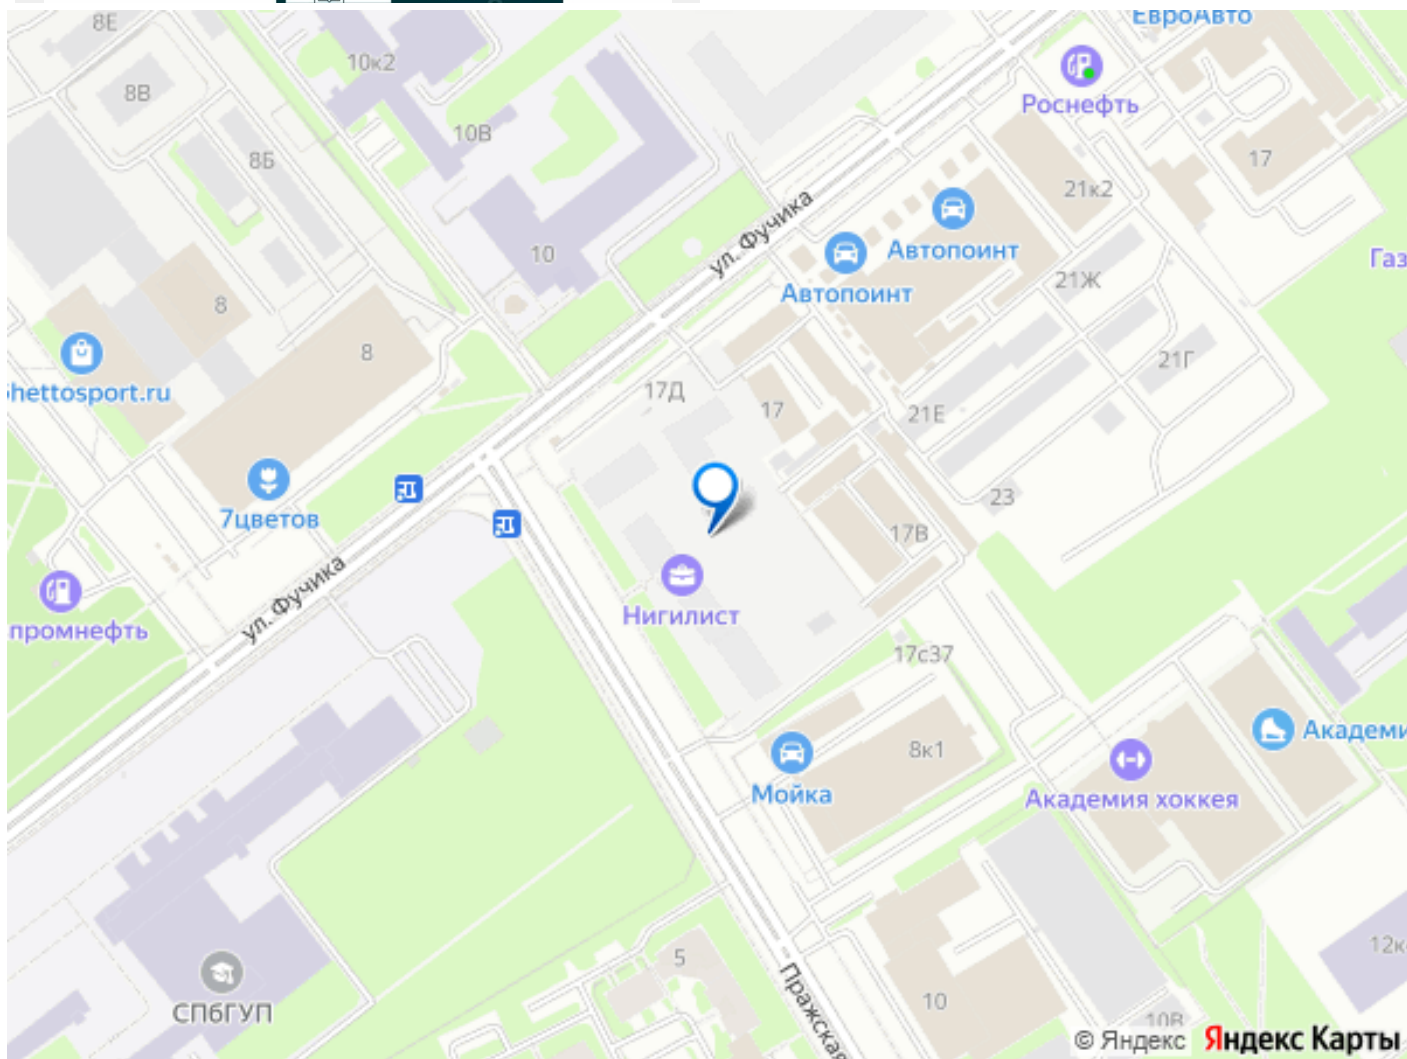 8Е
ЕвроАвто
10к2
Роснефть
8В
10В
17
8Б
21к2
ул. Фучика
Автопоинт
10
Газ
Автопоинт
21Ж
8
8
21Г
hettosport.ru
17Д
17
21Е
23
7цветов
17В
ул. Фучика
Нигилист
промнефть
17с37
Академи
8к1
Мойка
Академия хоккея
12к
5
Пражская
СПбГУП
10
10В
© Яндекс Яндекс Карты